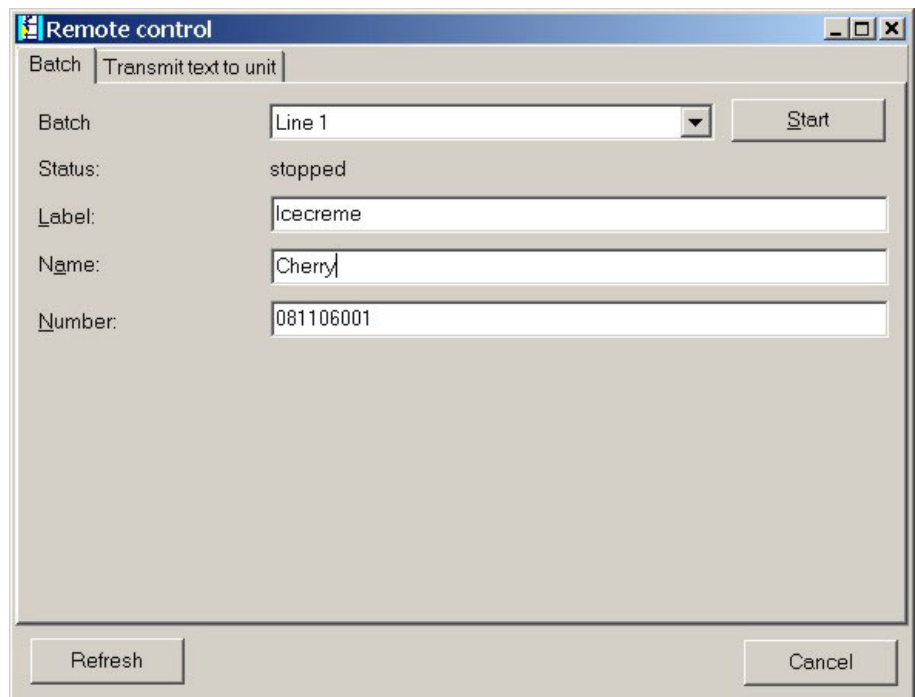 Remote control
Batch Transmit text to unit
Batch Line 1 Start
Status: stopped
Label: Icecreme
Name: Cherry
Number: 081106001
Refresh Cancel